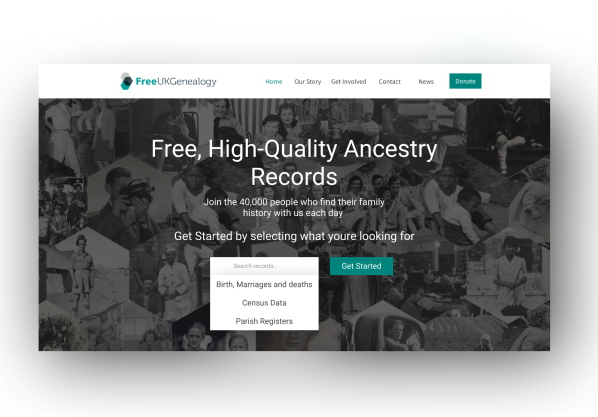 FreeUKGenealogy
Home Our Story Get Involved Contact News Donate
Free, High-Quality Ancestry
Records
Join the 40,000 people who find their family
history with us each day
Get Started by selecting what youre looking for
Search records... Get Started
Birth, Marriages and deaths
Census Data
Parish Registers